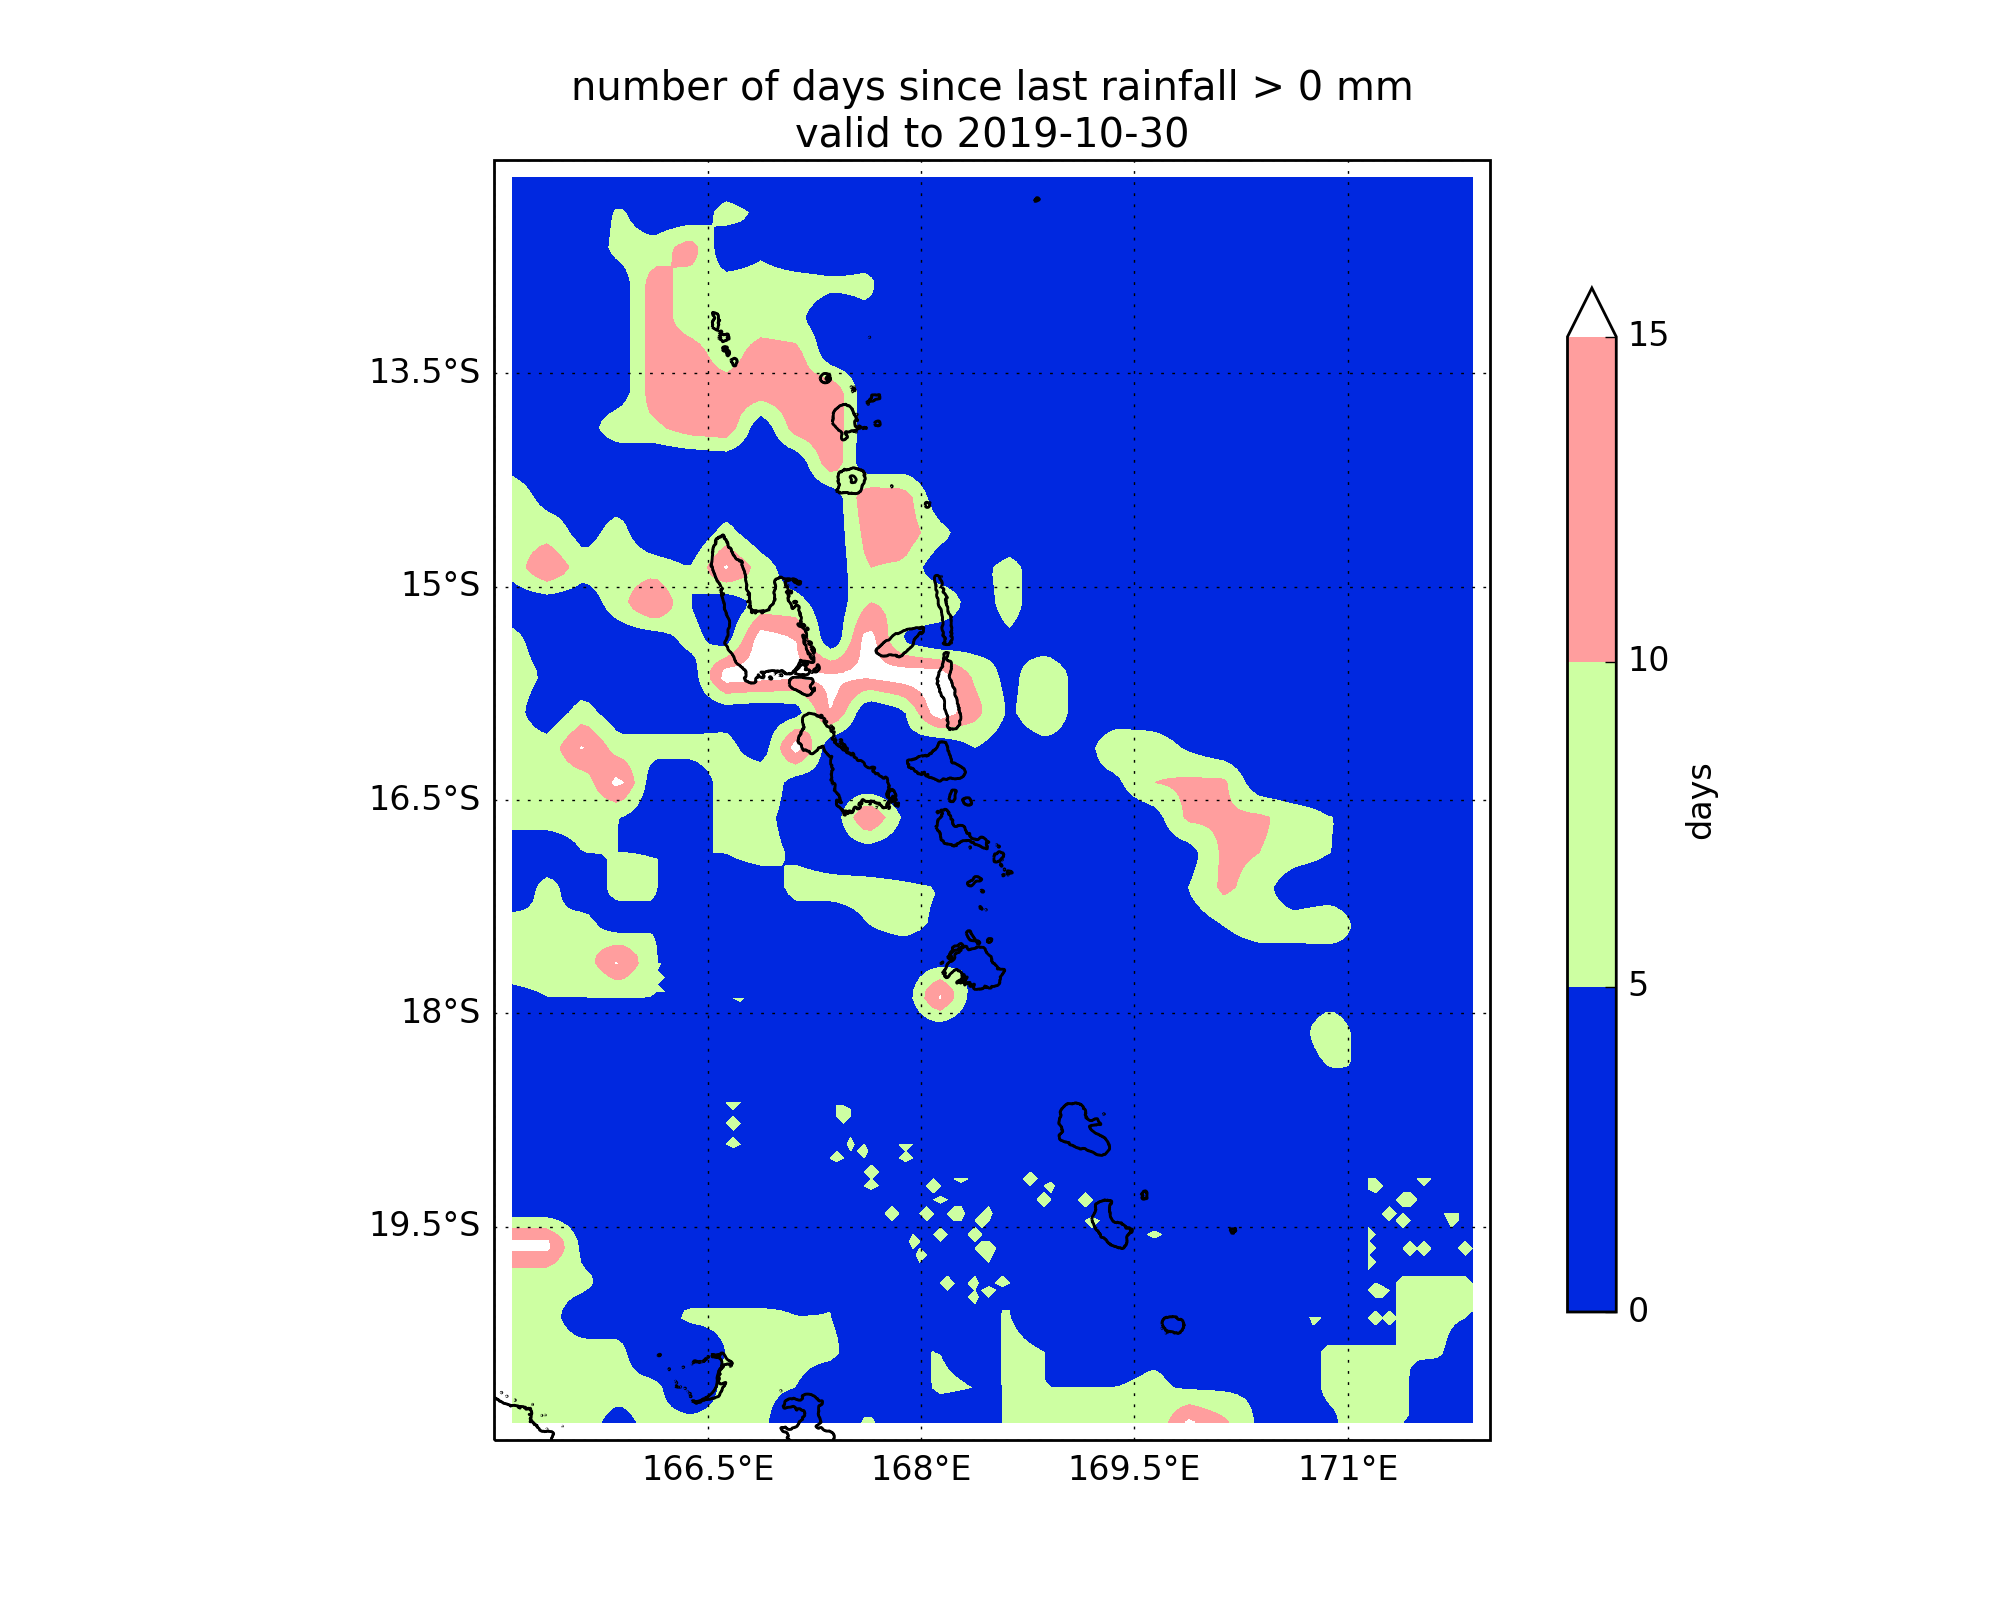 number of days since last rainfall > 0 mm
valid to 2019-10-30
13.5°S
15°S
16.5°S
18°S
19.5°S
166.5°E
168°E
169.5°E
171°E
15
10
5
0
days